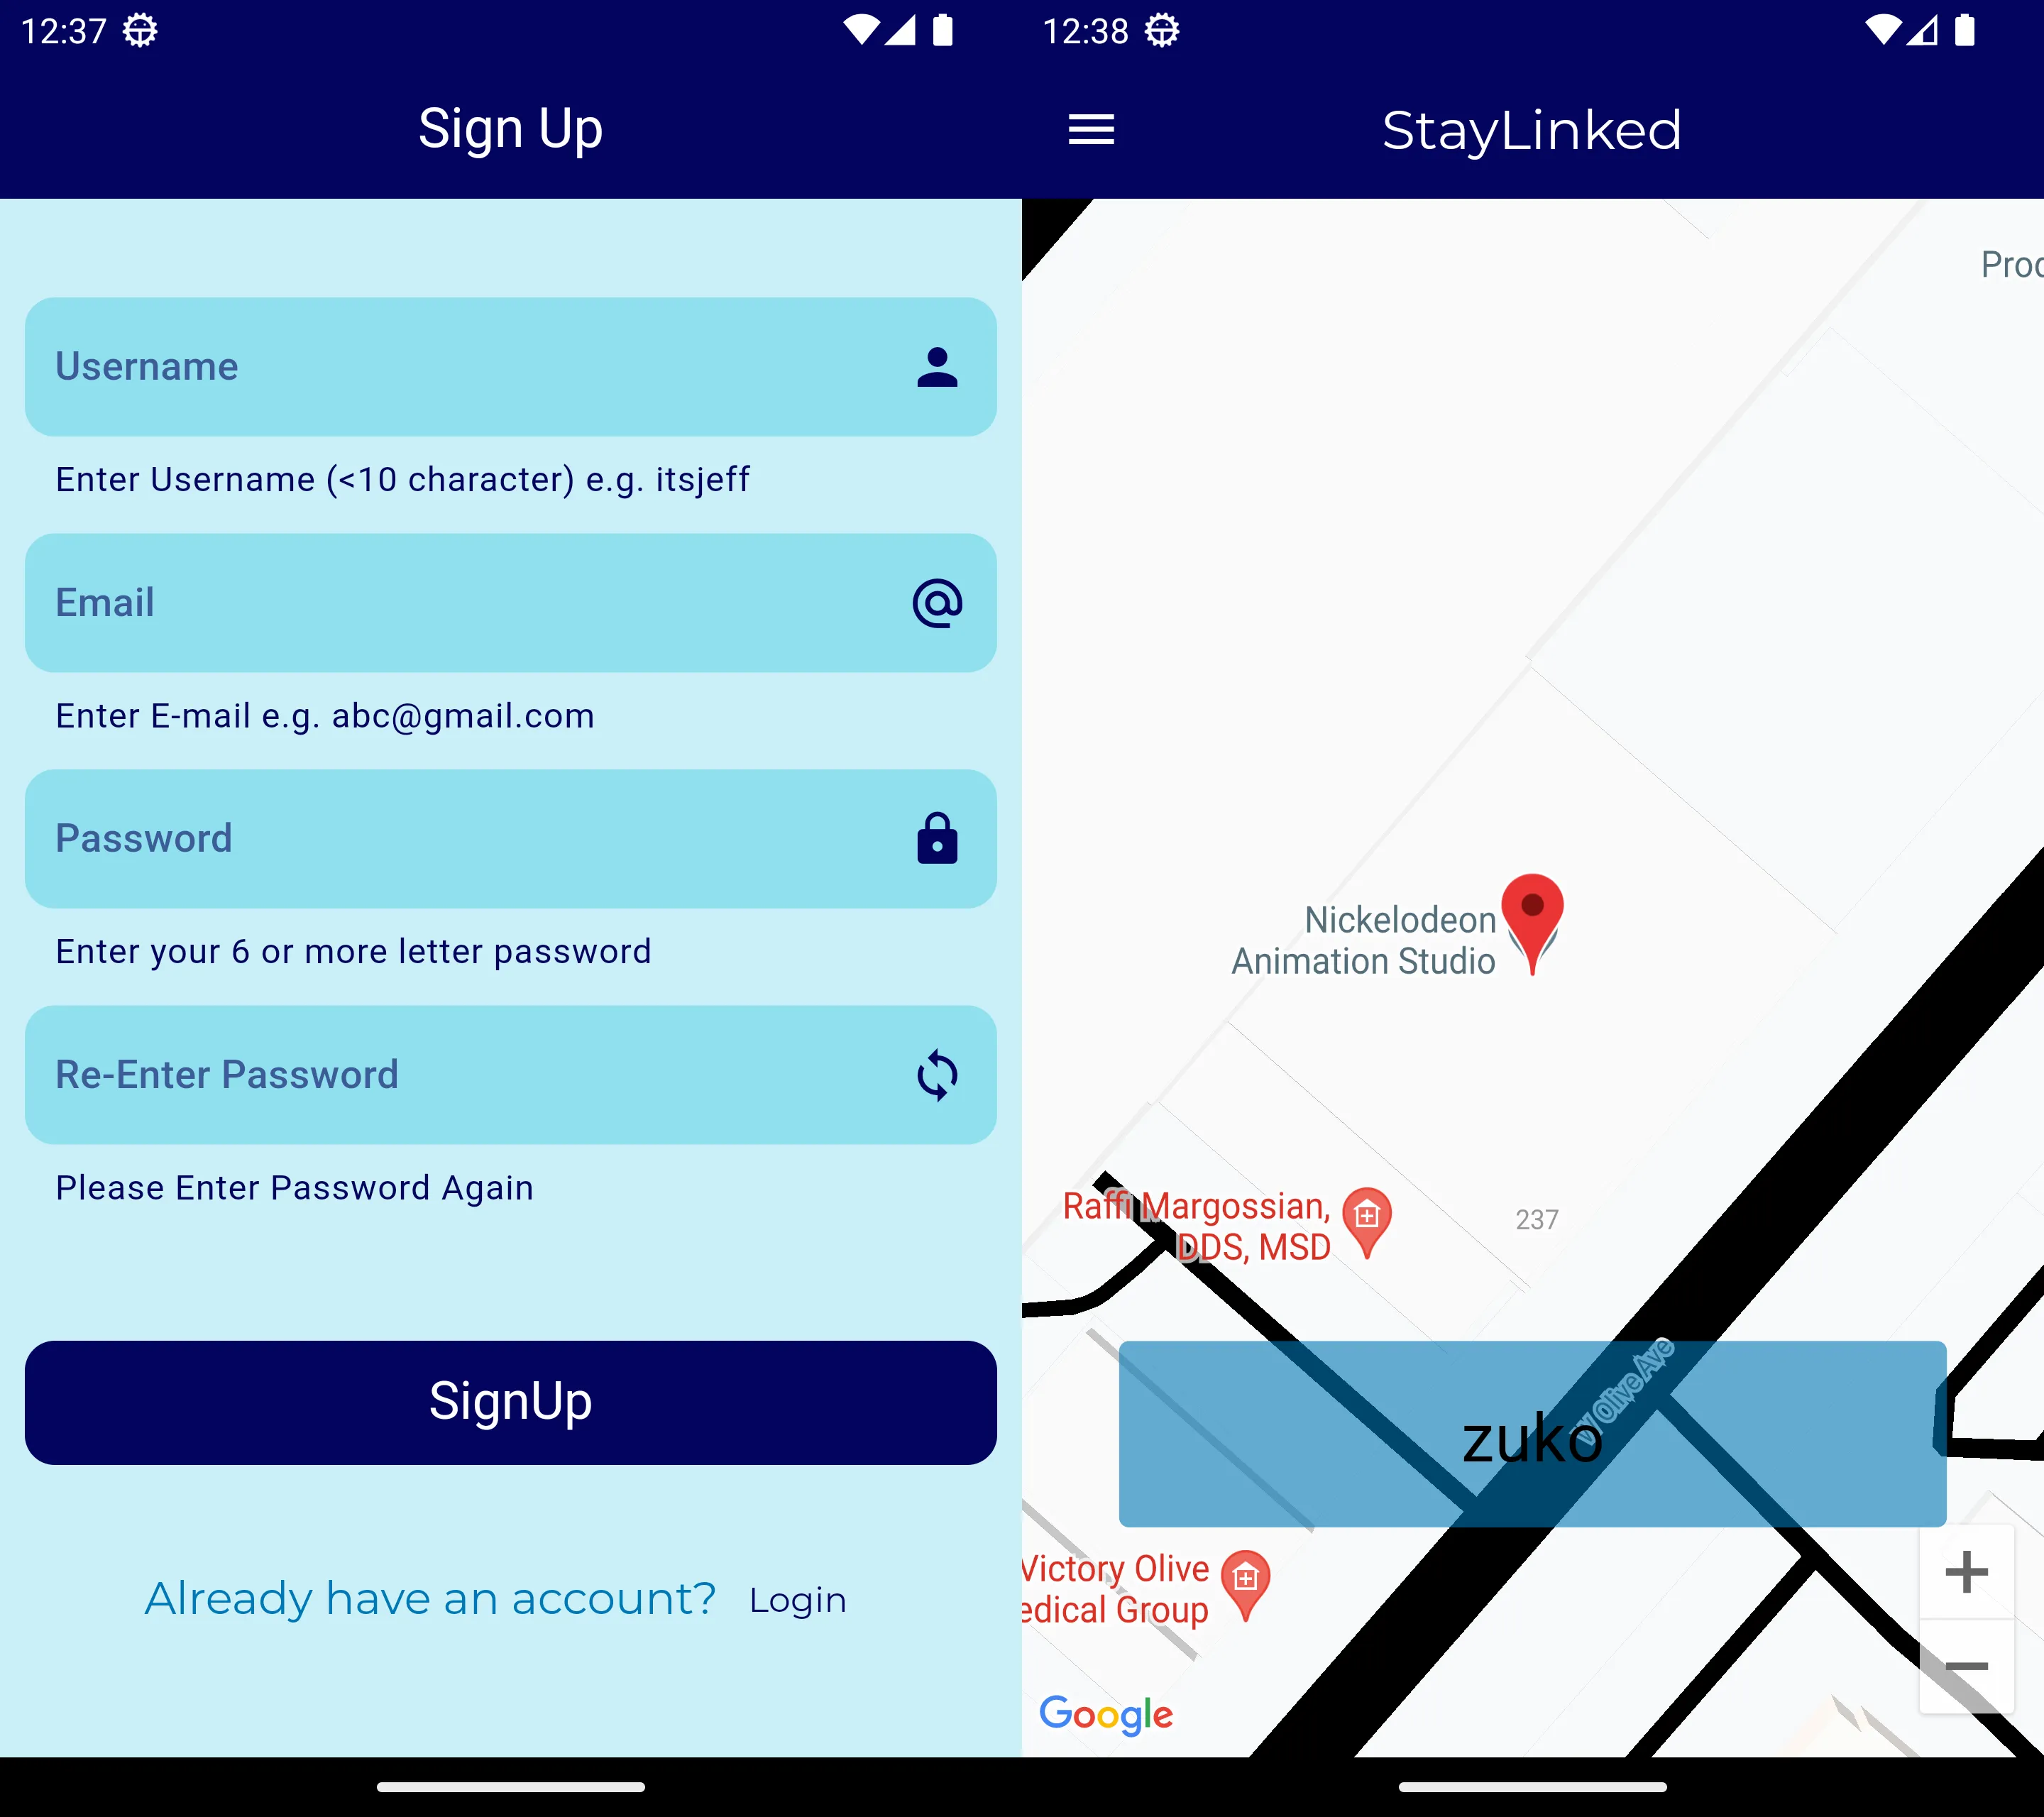 12:37
Sign Up
Username
Enter Username (<10 character) e.g. itsjeff
Email
Enter E-mail e.g. abc@gmail.com
Password
Enter your 6 or more letter password
Re-Enter Password
Please Enter Password Again
SignUp
Already have an account? Login
12:38
StayLinked
Proc
Nickelodeon
Animation Studio
Raffi Margossian,
DDS, MSD
237
W Olive Ave
zuko
Victory Olive
edical Group
+
−
Google